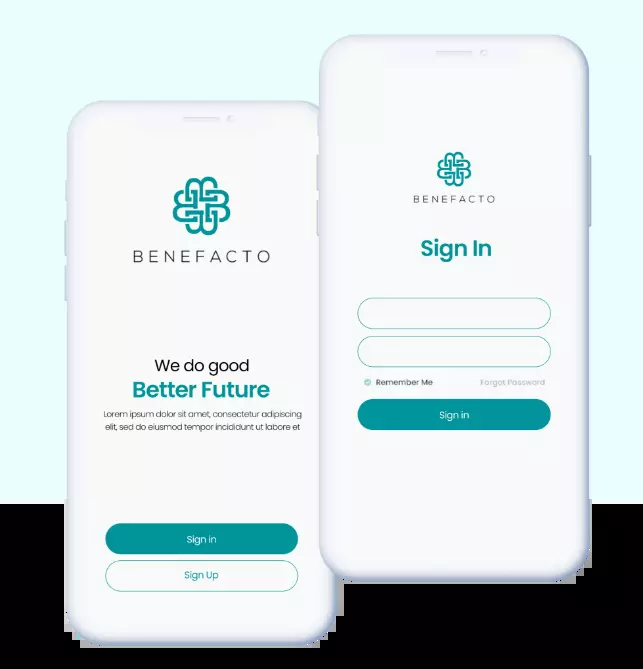 BENEFACTO
We do good
Better Future
Lorem ipsum dolor sit amet, consectetur adipiscing
elit, sed do eiusmod tempor incididunt ut labore et
Sign in
Sign Up
BENEFACTO
Sign In
Remember Me
Forgot Password
Sign in